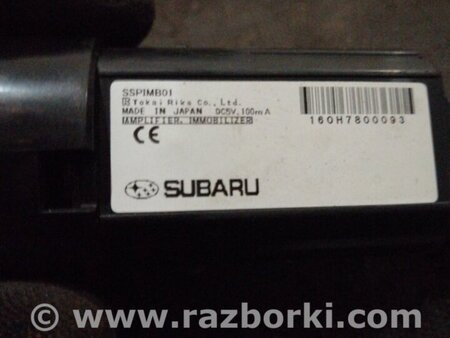 SSPIMB01
R Tokai Rika Co., Ltd.
MADE IN JAPAN DC5V, 100mA
AMPLIFIER, IMMOBILIZER
160H7800093
CE
SUBARU
© www.razborki.com